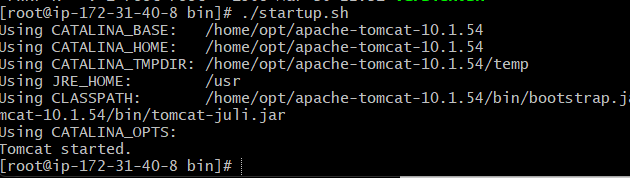 [root@ip-172-31-40-8 bin]# ./startup.sh
Using CATALINA_BASE:   /home/opt/apache-tomcat-10.1.54
Using CATALINA_HOME:   /home/opt/apache-tomcat-10.1.54
Using CATALINA_TMPDIR: /home/opt/apache-tomcat-10.1.54/temp
Using JRE_HOME:        /usr
Using CLASSPATH:       /home/opt/apache-tomcat-10.1.54/bin/bootstrap.ja
mcat-10.1.54/bin/tomcat-juli.jar
Using CATALINA_OPTS:
Tomcat started.
[root@ip-172-31-40-8 bin]#